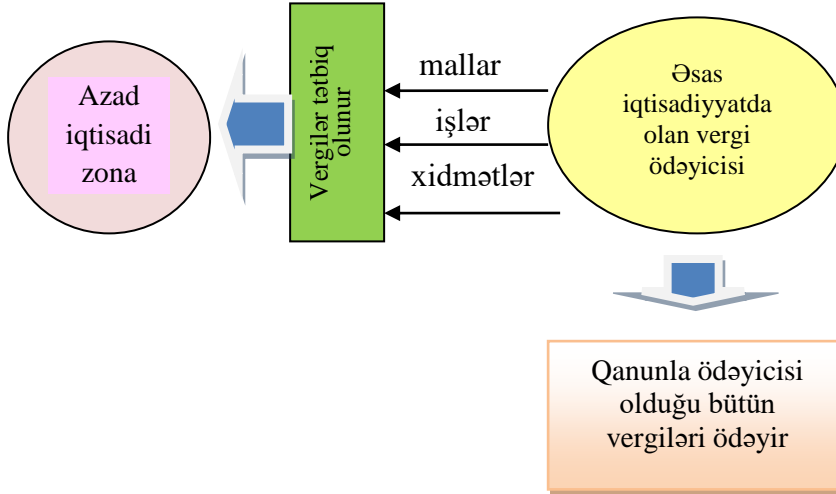 Azad
iqtisadi
zona
Vergilər tətbiq
olunur
mallar
işlər
xidmətlər
Əsas
iqtisadiyyatda
olan vergi
ödəyicisi
Qanunla ödəyicisi
olduğu bütün
vergiləri ödəyir